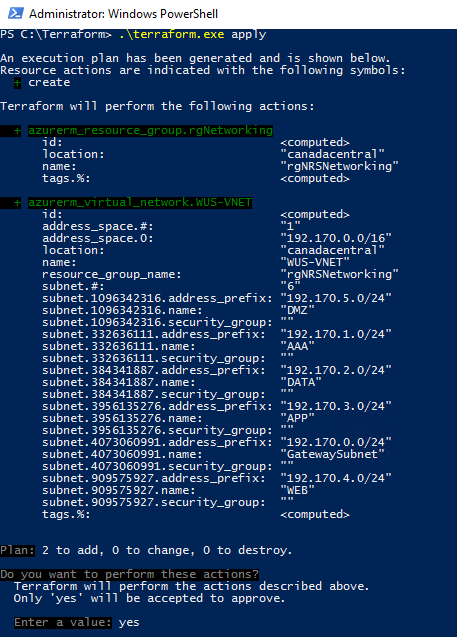 Administrator: Windows PowerShell
PS C:\Terraform> .\terraform.exe apply
An execution plan has been generated and is shown below.
Resource actions are indicated with the following symbols:
+ create
Terraform will perform the following actions:
+ azurerm_resource_group.rgNetworking
id: <computed>
location: "canadacentral"
name: "rgNRSNetworking"
tags.%: <computed>
+ azurerm_virtual_network.WUS-VNET
id: <computed>
address_space.#: "1"
address_space.0: "192.170.0.0/16"
location: "canadacentral"
name: "WUS-VNET"
resource_group_name: "rgNRSNetworking"
subnet.#: "6"
subnet.1096342316.address_prefix: "192.170.5.0/24"
subnet.1096342316.name: "DMZ"
subnet.1096342316.security_group: ""
subnet.332636111.address_prefix: "192.170.1.0/24"
subnet.332636111.name: "AAA"
subnet.332636111.security_group: ""
subnet.384341887.address_prefix: "192.170.2.0/24"
subnet.384341887.name: "DATA"
subnet.384341887.security_group: ""
subnet.3956135276.address_prefix: "192.170.3.0/24"
subnet.3956135276.name: "APP"
subnet.3956135276.security_group: ""
subnet.4073060991.address_prefix: "192.170.0.0/24"
subnet.4073060991.name: "GatewaySubnet"
subnet.4073060991.security_group: ""
subnet.909575927.address_prefix: "192.170.4.0/24"
subnet.909575927.name: "WEB"
subnet.909575927.security_group: ""
tags.%: <computed>
Plan: 2 to add, 0 to change, 0 to destroy.
Do you want to perform these actions?
Terraform will perform the actions described above.
Only 'yes' will be accepted to approve.
Enter a value: yes